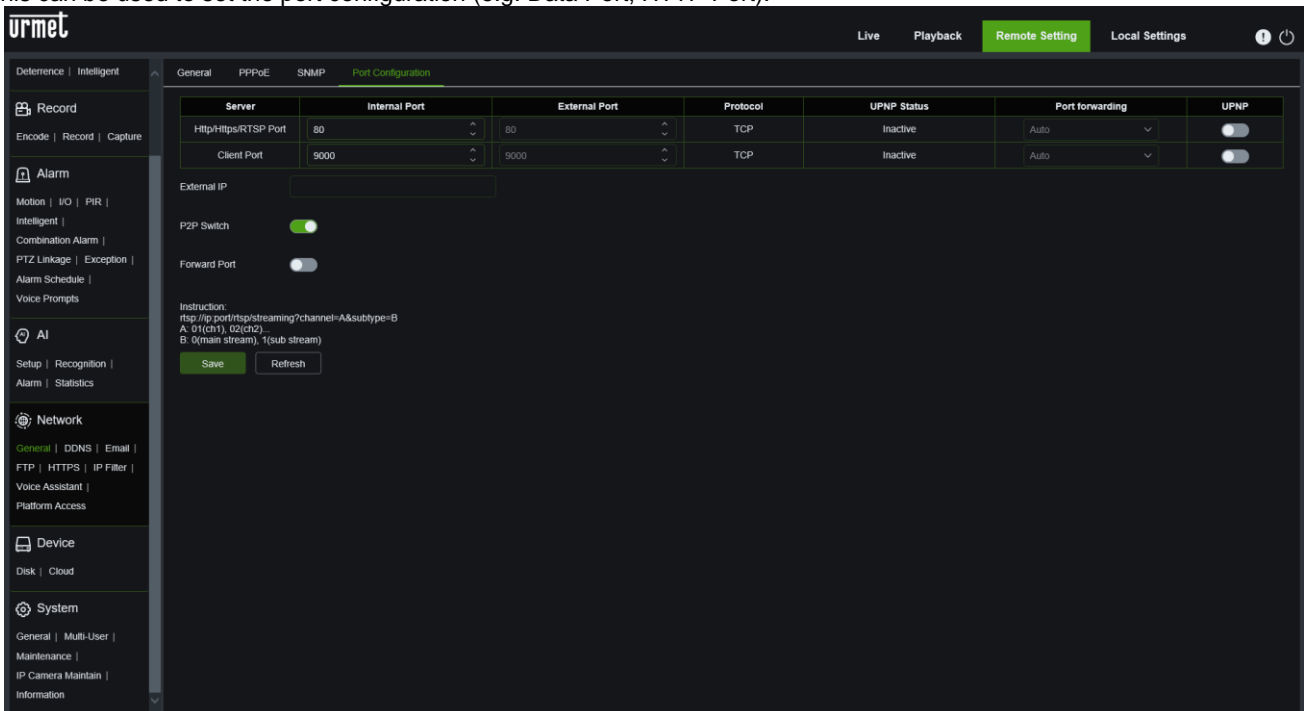 urmet
Live Playback Remote Setting Local Settings
Deterrence | Intelligent
Record
Encode | Record | Capture
Alarm
Motion | I/O | PIR |
Intelligent |
Combination Alarm |
PTZ Linkage | Exception |
Alarm Schedule |
Voice Prompts
AI
Setup | Recognition |
Alarm | Statistics
Network
General | DDNS | Email |
FTP | HTTPS | IP Filter |
Voice Assistant |
Platform Access
Device
Disk | Cloud
System
General | Multi-User |
Maintenance |
IP Camera Maintain |
Information
General PPPoE SNMP Port Configuration
Server Internal Port External Port Protocol UPNP Status Port forwarding UPNP
Http/Https/RTSP Port 80 80 TCP Inactive Auto
Client Port 9000 9000 TCP Inactive Auto
External IP
P2P Switch
Forward Port
Instruction:
rtsp://ip:port/rtsp/streaming?channel=A&subtype=B
A: 01(ch1), 02(ch2)...
B: 0(main stream), 1(sub stream)
Save Refresh